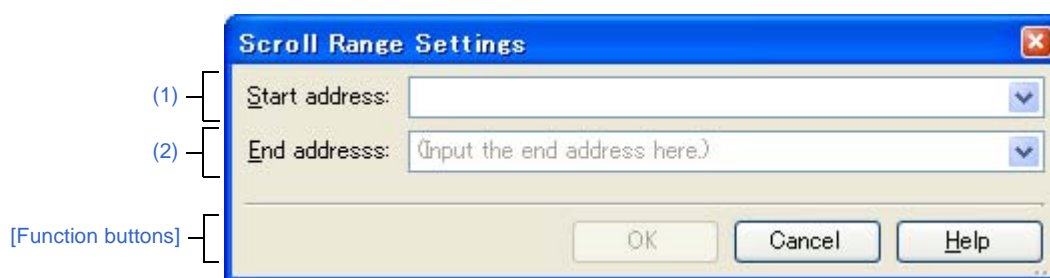 Scroll Range Settings
(1) Start address:
(2) End addresss: (Input the end address here.)
[Function buttons] OK Cancel Help